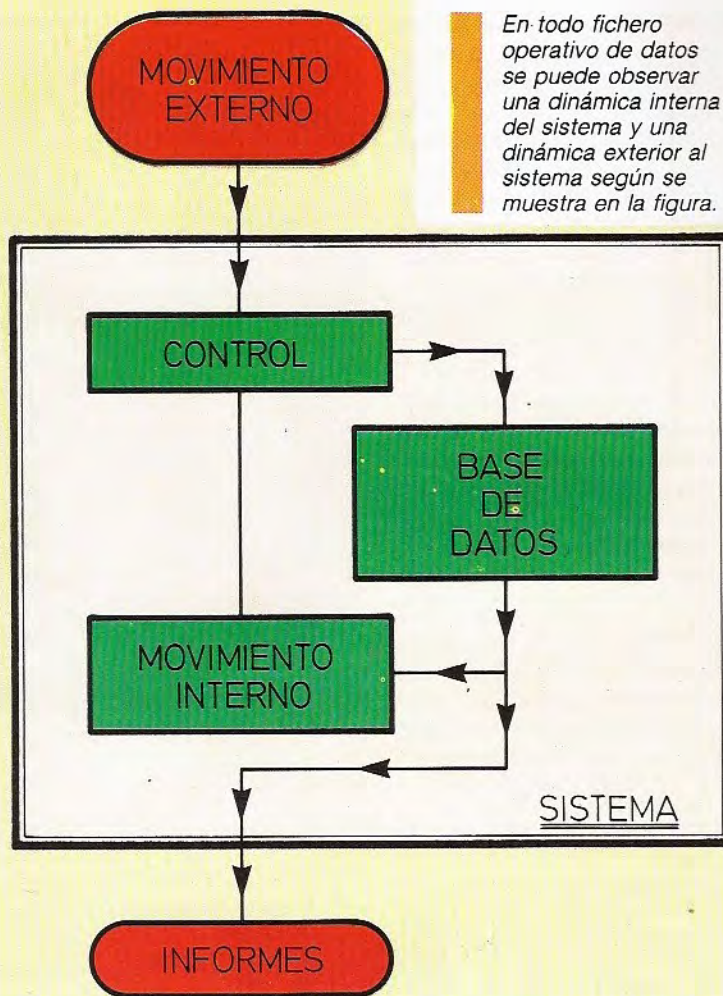 MOVIMIENTO
EXTERNO
En todo fichero
operativo de datos
se puede observar
una dinámica interna
del sistema y una
dinámica exterior al
sistema según se
muestra en la figura.
CONTROL
BASE
DE
DATOS
MOVIMIENTO
INTERNO
SISTEMA
INFORMES